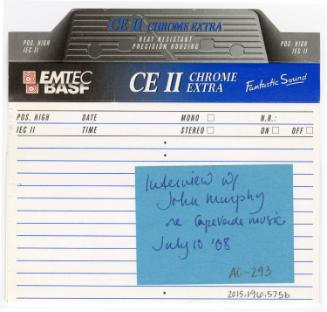 POS. HIGH
IEC II
CE II CHROME EXTRA
HEAT RESISTANT
PRECISION HOUSING
POS. HIGH
IEC II
EMTEC
BASF
CE II CHROME
EXTRA
Fantastic Sound
POS. HIGH DATE MONO N.R.:
IEC II TIME STEREO ON OFF
Interview w/
John Murphy
re CapeVerde music
July 10 '08
AC-293
2015.196.575b